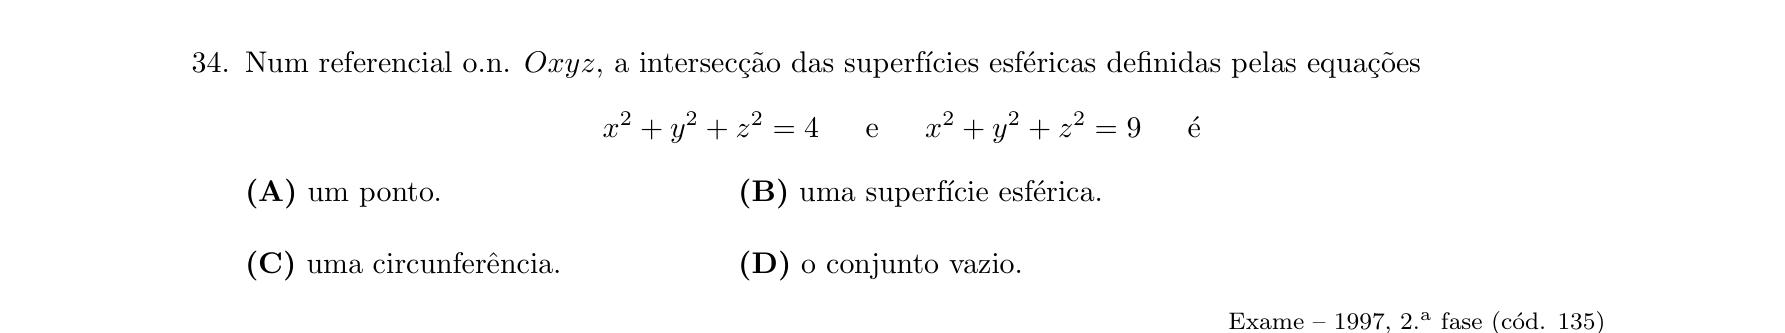 34. Num referencial o.n. Oxyz, a intersecção das superfícies esféricas definidas pelas equações
x² + y² + z² = 4 e x² + y² + z² = 9 é
(A) um ponto. (B) uma superfície esférica.
(C) uma circunferência. (D) o conjunto vazio.
Exame – 1997, 2.ª fase (cód. 135)